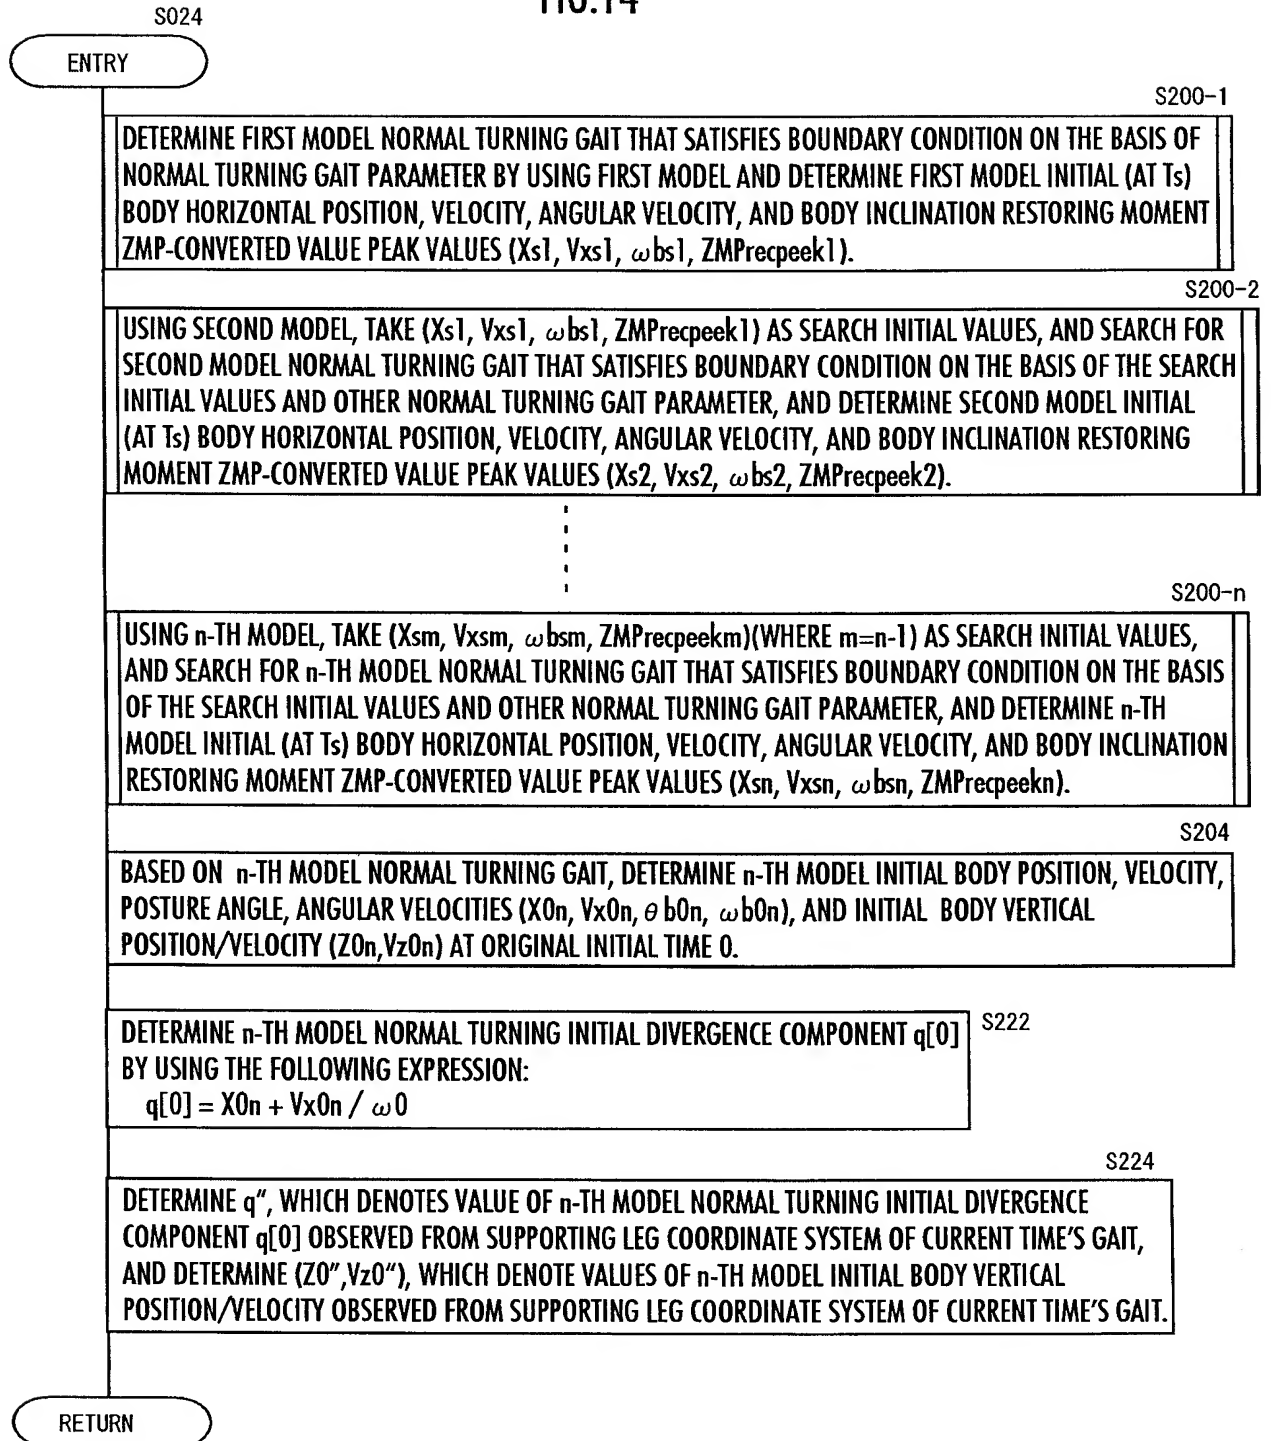 FIG.14
S024
ENTRY
S200-1
DETERMINE FIRST MODEL NORMAL TURNING GAIT THAT SATISFIES BOUNDARY CONDITION ON THE BASIS OF
NORMAL TURNING GAIT PARAMETER BY USING FIRST MODEL AND DETERMINE FIRST MODEL INITIAL (AT Ts)
BODY HORIZONTAL POSITION, VELOCITY, ANGULAR VELOCITY, AND BODY INCLINATION RESTORING MOMENT
ZMP-CONVERTED VALUE PEAK VALUES (Xs1, Vxs1, ωbs1, ZMPrecpeek1).
S200-2
USING SECOND MODEL, TAKE (Xs1, Vxs1, ωbs1, ZMPrecpeek1) AS SEARCH INITIAL VALUES, AND SEARCH FOR
SECOND MODEL NORMAL TURNING GAIT THAT SATISFIES BOUNDARY CONDITION ON THE BASIS OF THE SEARCH
INITIAL VALUES AND OTHER NORMAL TURNING GAIT PARAMETER, AND DETERMINE SECOND MODEL INITIAL
(AT Ts) BODY HORIZONTAL POSITION, VELOCITY, ANGULAR VELOCITY, AND BODY INCLINATION RESTORING
MOMENT ZMP-CONVERTED VALUE PEAK VALUES (Xs2, Vxs2, ωbs2, ZMPrecpeek2).
S200-n
USING n-TH MODEL, TAKE (Xsm, Vxsm, ωbsm, ZMPrecpeekm)(WHERE m=n-1) AS SEARCH INITIAL VALUES,
AND SEARCH FOR n-TH MODEL NORMAL TURNING GAIT THAT SATISFIES BOUNDARY CONDITION ON THE BASIS
OF THE SEARCH INITIAL VALUES AND OTHER NORMAL TURNING GAIT PARAMETER, AND DETERMINE n-TH
MODEL INITIAL (AT Ts) BODY HORIZONTAL POSITION, VELOCITY, ANGULAR VELOCITY, AND BODY INCLINATION
RESTORING MOMENT ZMP-CONVERTED VALUE PEAK VALUES (Xsn, Vxsn, ωbsn, ZMPrecpeekn).
S204
BASED ON n-TH MODEL NORMAL TURNING GAIT, DETERMINE n-TH MODEL INITIAL BODY POSITION, VELOCITY,
POSTURE ANGLE, ANGULAR VELOCITIES (X0n, Vx0n, θb0n, ωb0n), AND INITIAL BODY VERTICAL
POSITION/VELOCITY (Z0n,Vz0n) AT ORIGINAL INITIAL TIME 0.
DETERMINE n-TH MODEL NORMAL TURNING INITIAL DIVERGENCE COMPONENT q[0] S222
BY USING THE FOLLOWING EXPRESSION:
q[0] = X0n + Vx0n / ω0
S224
DETERMINE q″, WHICH DENOTES VALUE OF n-TH MODEL NORMAL TURNING INITIAL DIVERGENCE
COMPONENT q[0] OBSERVED FROM SUPPORTING LEG COORDINATE SYSTEM OF CURRENT TIME'S GAIT,
AND DETERMINE (Z0″,Vz0″), WHICH DENOTE VALUES OF n-TH MODEL INITIAL BODY VERTICAL
POSITION/VELOCITY OBSERVED FROM SUPPORTING LEG COORDINATE SYSTEM OF CURRENT TIME'S GAIT.
RETURN